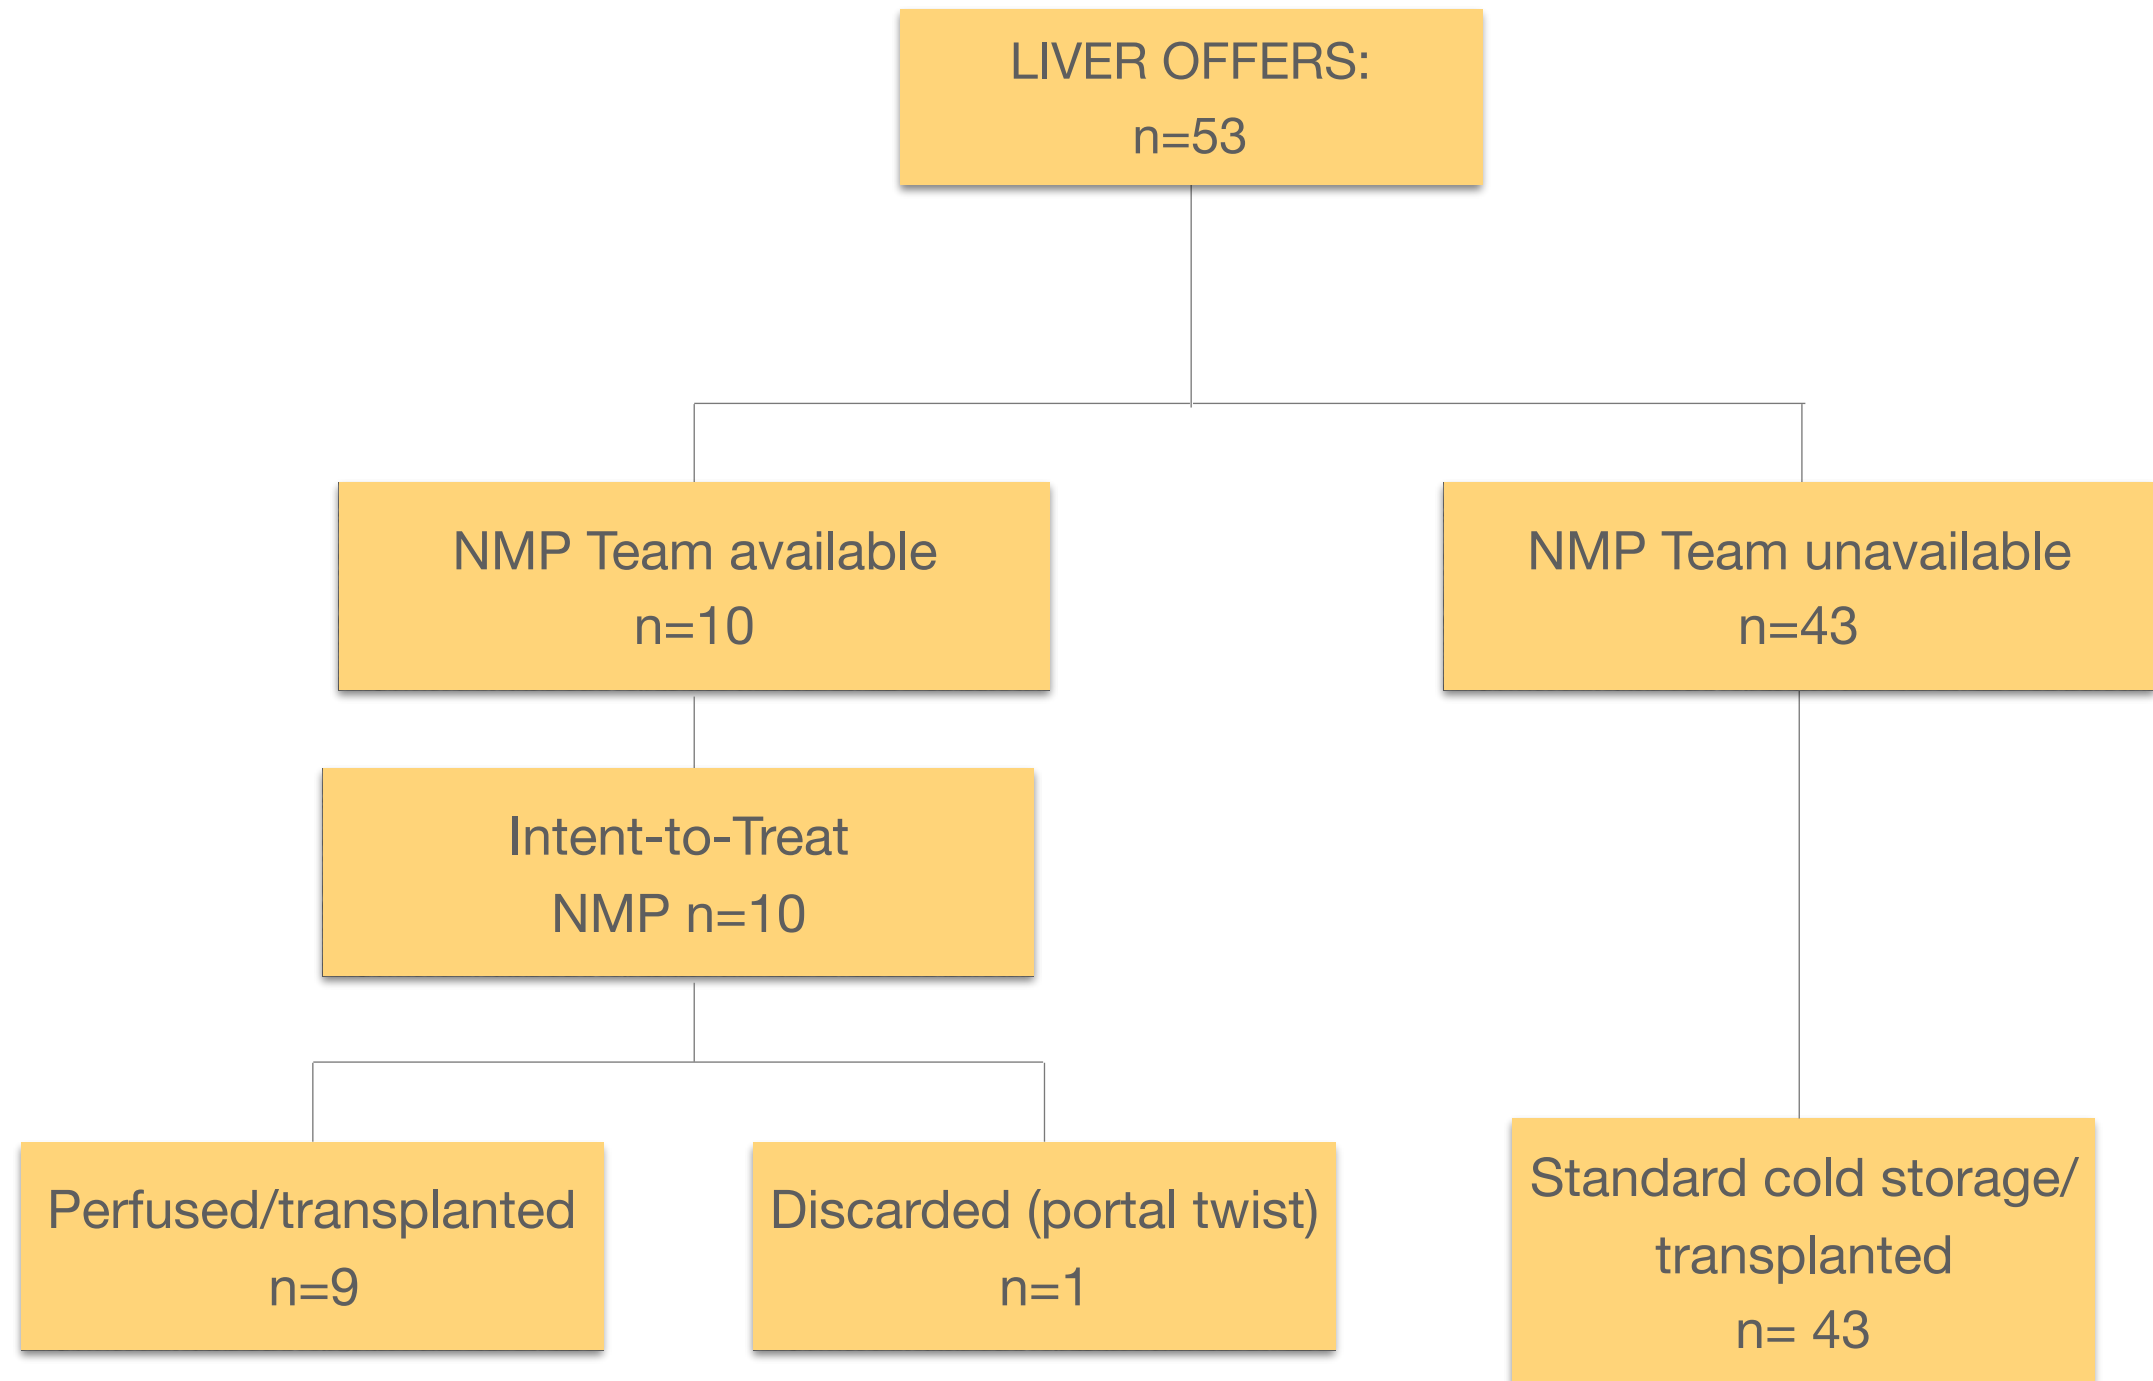 LIVER OFFERS:
n=53
NMP Team available
n=10
NMP Team unavailable
n=43
Intent-to-Treat
NMP n=10
Perfused/transplanted
n=9
Discarded (portal twist)
n=1
Standard cold storage/
transplanted
n= 43